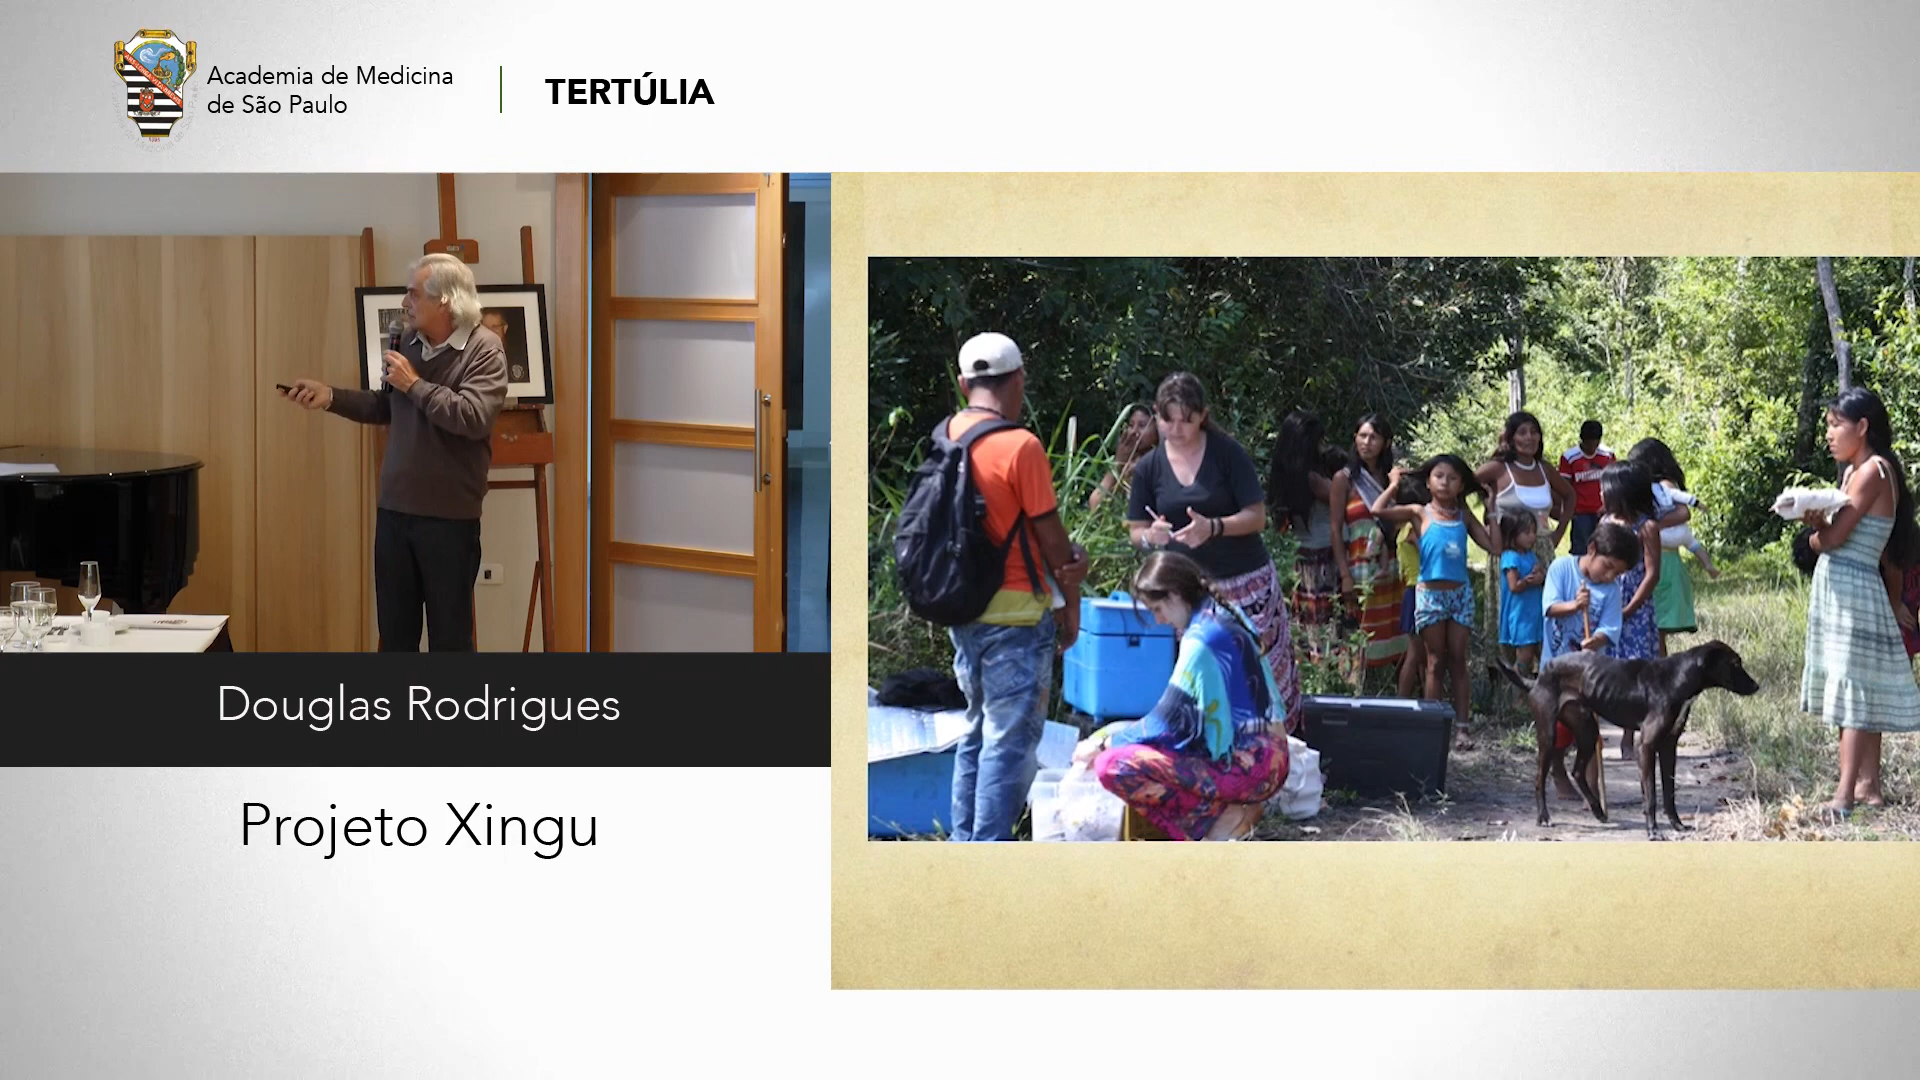 Academia de Medicina
de São Paulo
TERTÚLIA
Douglas Rodrigues
Projeto Xingu